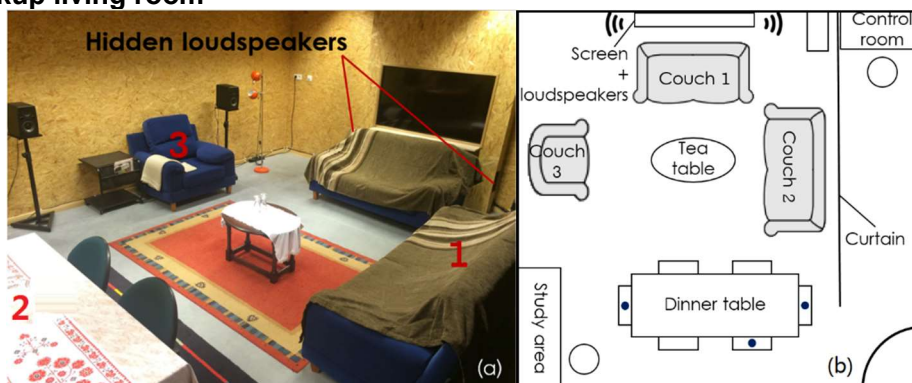 kup living room
Hidden loudspeakers
3
1
2
(a)
Screen
+
loudspeakers
Couch 1
Control
room
Couch
3
Tea
table
Couch 2
Curtain
Study area
Dinner table
(b)